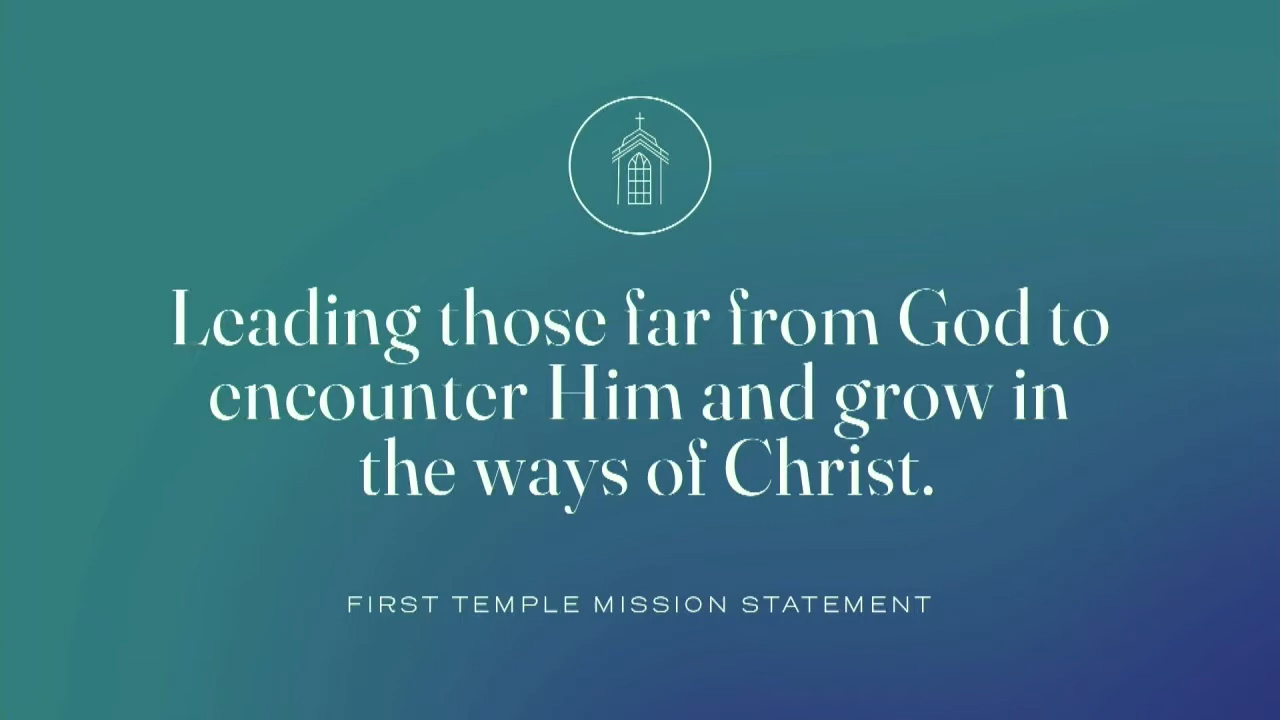 Leading those far from God to
encounter Him and grow in
the ways of Christ.
FIRST TEMPLE MISSION STATEMENT